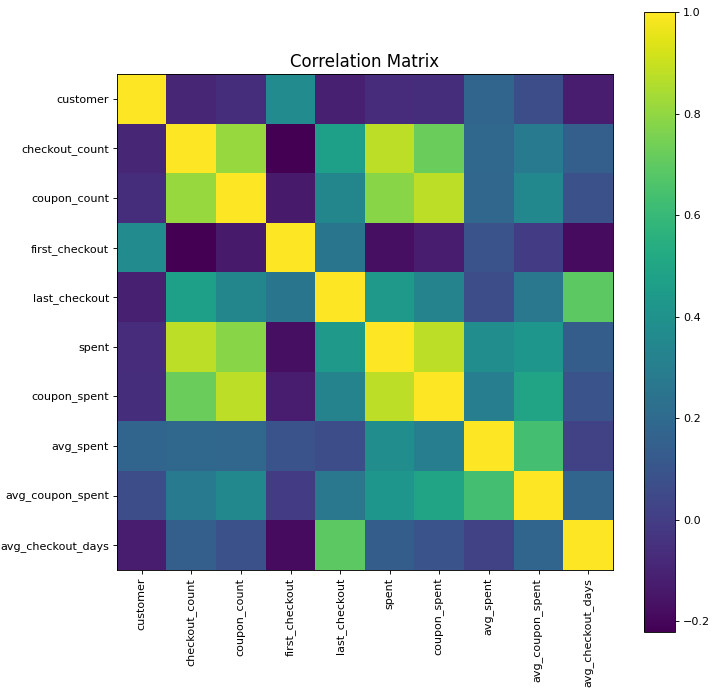 Correlation Matrix
customer
checkout_count
coupon_count
first_checkout
last_checkout
spent
coupon_spent
avg_spent
avg_coupon_spent
avg_checkout_days
customer
checkout_count
coupon_count
first_checkout
last_checkout
spent
coupon_spent
avg_spent
avg_coupon_spent
avg_checkout_days
1.0
0.8
0.6
0.4
0.2
0.0
−0.2